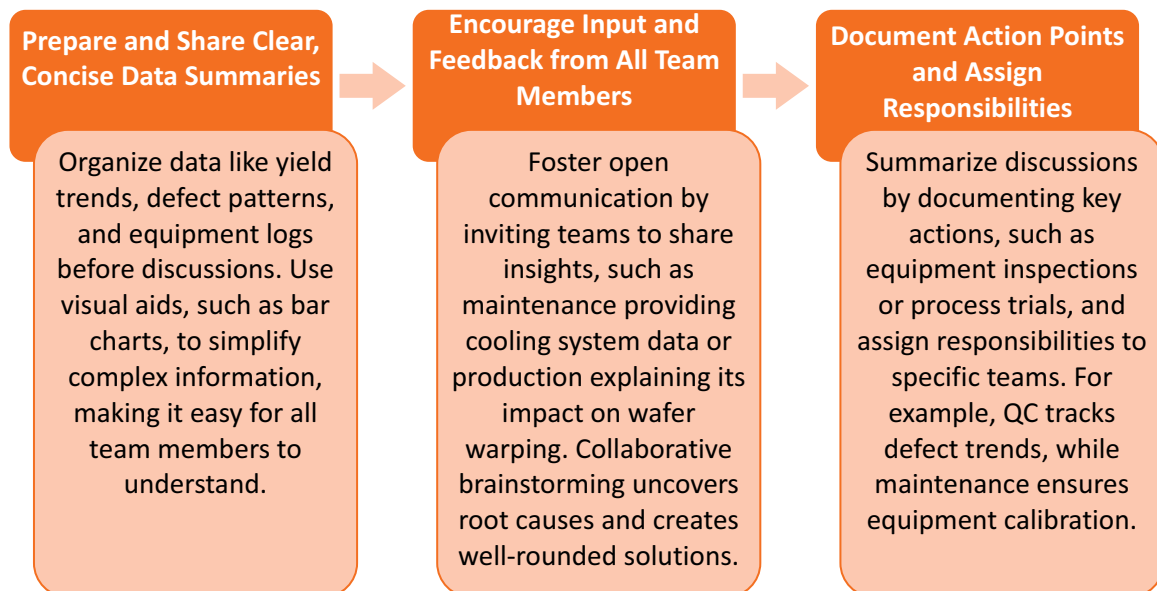 Prepare and Share Clear,
Concise Data Summaries
Organize data like yield
trends, defect patterns,
and equipment logs
before discussions. Use
visual aids, such as bar
charts, to simplify
complex information,
making it easy for all
team members to
understand.
Encourage Input and
Feedback from All Team
Members
Foster open
communication by
inviting teams to share
insights, such as
maintenance providing
cooling system data or
production explaining its
impact on wafer
warping. Collaborative
brainstorming uncovers
root causes and creates
well-rounded solutions.
Document Action Points
and Assign
Responsibilities
Summarize discussions
by documenting key
actions, such as
equipment inspections
or process trials, and
assign responsibilities to
specific teams. For
example, QC tracks
defect trends, while
maintenance ensures
equipment calibration.